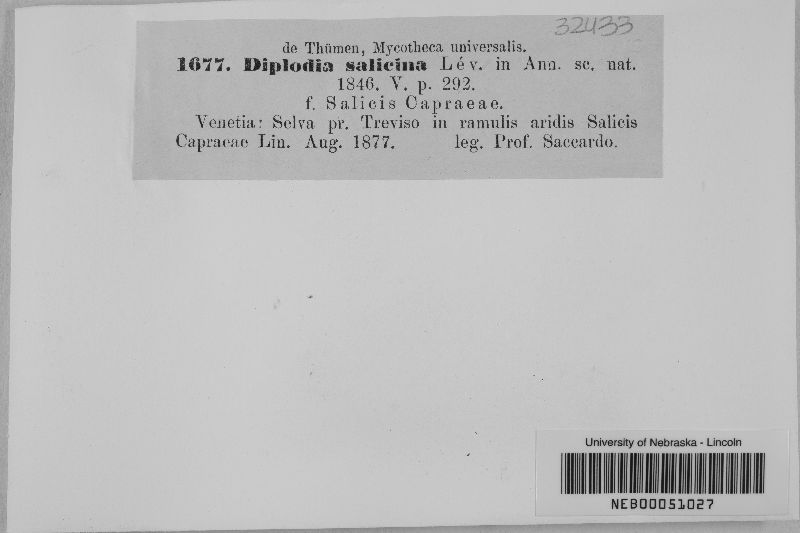 32433
de Thümen, Mycotheca universalis.
1677. Diplodia salicina Lév. in Ann. sc. nat.
1846. V. p. 292.
f. Salicis Capraeae.
Venetia: Selva pr. Treviso in ramulis aridis Salicis
Capraeae Lin. Aug. 1877. leg. Prof. Saccardo.
University of Nebraska - Lincoln
NEB00051027